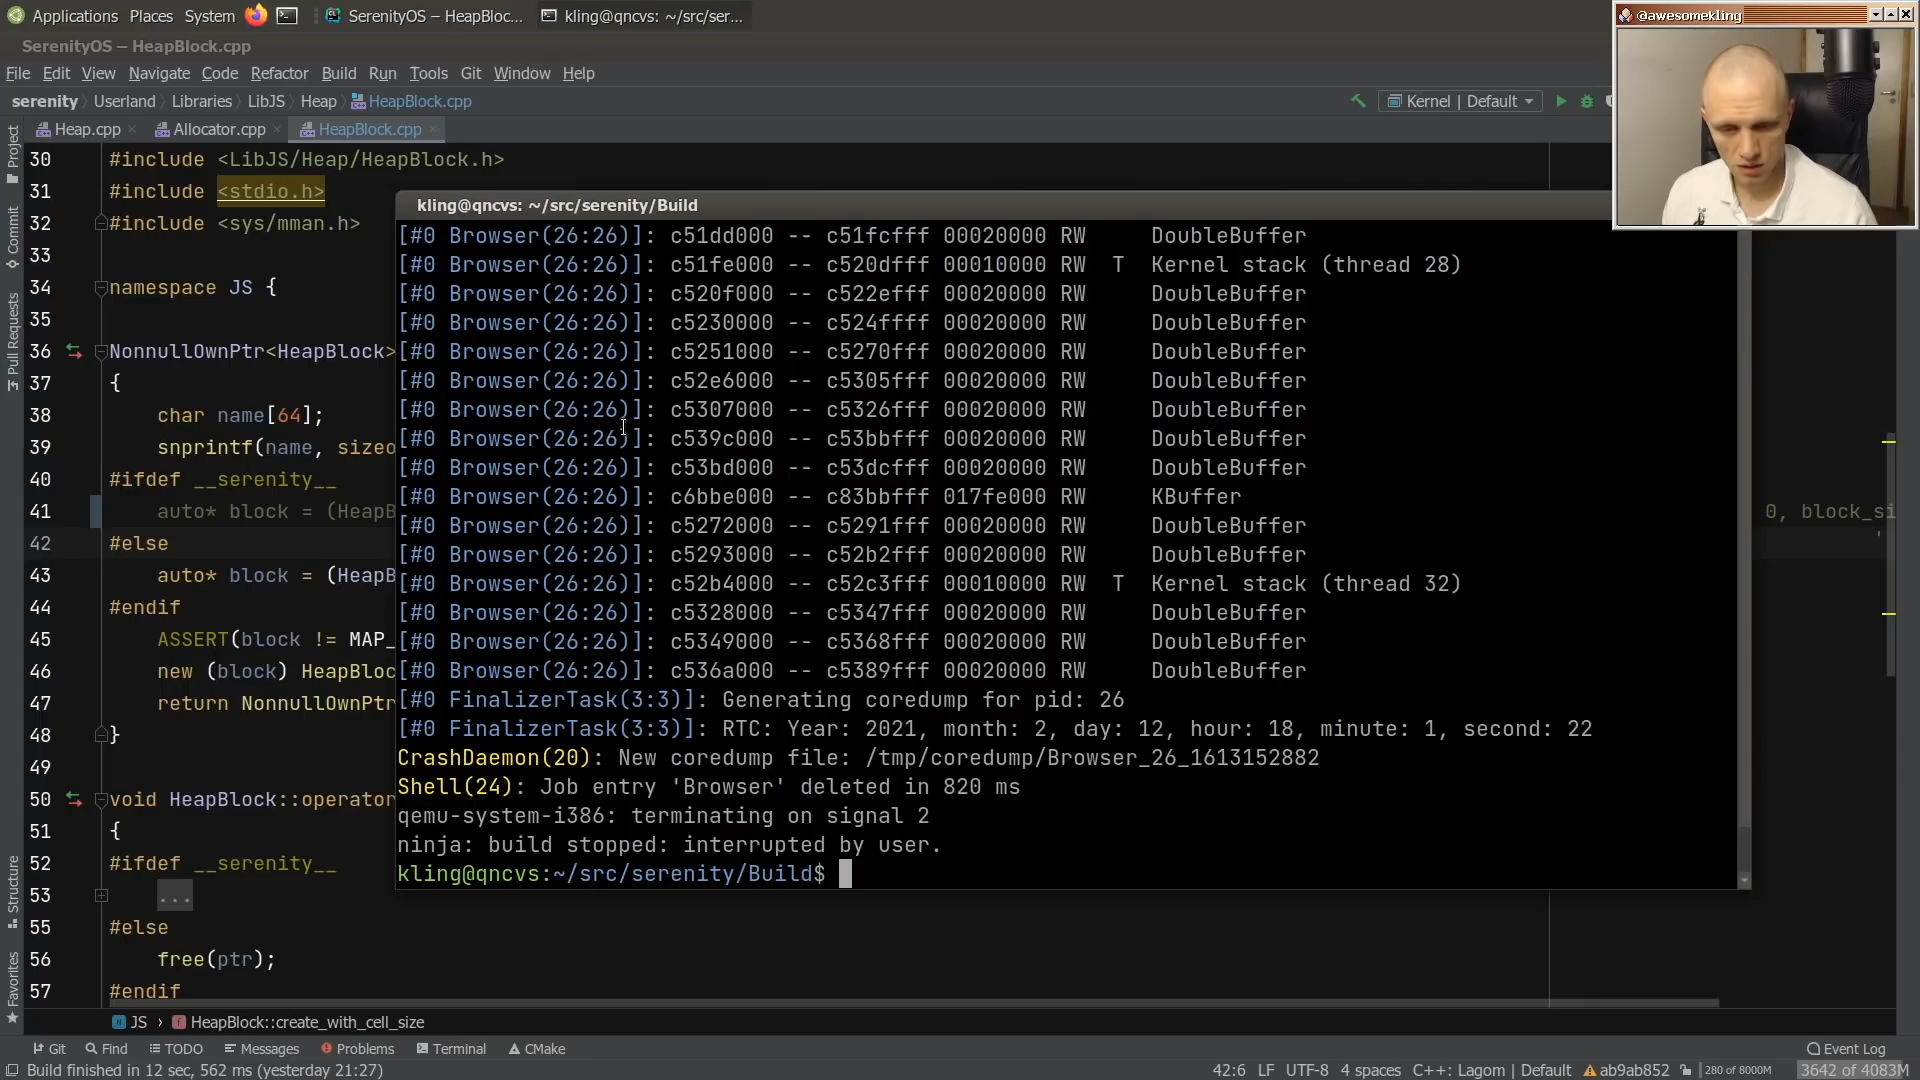 Applications Places System SerenityOS – HeapBloc... kling@qncvs: ~/src/ser...
@awesomekling
SerenityOS – HeapBlock.cpp
File Edit View Navigate Code Refactor Build Run Tools Git Window Help
serenity Userland Libraries LibJS Heap HeapBlock.cpp Kernel | Default
Heap.cpp Allocator.cpp HeapBlock.cpp
Project
Commit
Pull Requests
Structure
Favorites
30 #include <LibJS/Heap/HeapBlock.h>
31 #include <stdio.h>
32 #include <sys/mman.h>
33
34 namespace JS {
35
36 NonnullOwnPtr<HeapBlock>
37 {
38 char name[64];
39 snprintf(name, sizeo
40 #ifdef __serenity__
41 auto* block = (HeapB 0, block_si
42 #else
43 auto* block = (HeapB
44 #endif
45 ASSERT(block != MAP_
46 new (block) HeapBloc
47 return NonnullOwnPtr
48 }
49
50 void HeapBlock::operator
51 {
52 #ifdef __serenity__
53 ...
55 #else
56 free(ptr);
57 #endif
kling@qncvs: ~/src/serenity/Build
[#0 Browser(26:26)]: c51dd000 -- c51fcfff 00020000 RW DoubleBuffer
[#0 Browser(26:26)]: c51fe000 -- c520dfff 00010000 RW T Kernel stack (thread 28)
[#0 Browser(26:26)]: c520f000 -- c522efff 00020000 RW DoubleBuffer
[#0 Browser(26:26)]: c5230000 -- c524ffff 00020000 RW DoubleBuffer
[#0 Browser(26:26)]: c5251000 -- c5270fff 00020000 RW DoubleBuffer
[#0 Browser(26:26)]: c52e6000 -- c5305fff 00020000 RW DoubleBuffer
[#0 Browser(26:26)]: c5307000 -- c5326fff 00020000 RW DoubleBuffer
[#0 Browser(26:26)]: c539c000 -- c53bbfff 00020000 RW DoubleBuffer
[#0 Browser(26:26)]: c53bd000 -- c53dcfff 00020000 RW DoubleBuffer
[#0 Browser(26:26)]: c6bbe000 -- c83bbfff 017fe000 RW KBuffer
[#0 Browser(26:26)]: c5272000 -- c5291fff 00020000 RW DoubleBuffer
[#0 Browser(26:26)]: c5293000 -- c52b2fff 00020000 RW DoubleBuffer
[#0 Browser(26:26)]: c52b4000 -- c52c3fff 00010000 RW T Kernel stack (thread 32)
[#0 Browser(26:26)]: c5328000 -- c5347fff 00020000 RW DoubleBuffer
[#0 Browser(26:26)]: c5349000 -- c5368fff 00020000 RW DoubleBuffer
[#0 Browser(26:26)]: c536a000 -- c5389fff 00020000 RW DoubleBuffer
[#0 FinalizerTask(3:3)]: Generating coredump for pid: 26
[#0 FinalizerTask(3:3)]: RTC: Year: 2021, month: 2, day: 12, hour: 18, minute: 1, second: 22
CrashDaemon(20): New coredump file: /tmp/coredump/Browser_26_1613152882
Shell(24): Job entry 'Browser' deleted in 820 ms
qemu-system-i386: terminating on signal 2
ninja: build stopped: interrupted by user.
kling@qncvs:~/src/serenity/Build$
JS › HeapBlock::create_with_cell_size
Git Find TODO Messages Problems Terminal CMake Event Log
Build finished in 12 sec, 562 ms (yesterday 21:27) 42:6 LF UTF-8 4 spaces C++: Lagom | Default ab9ab852 280 of 8000M 3642 of 4083M